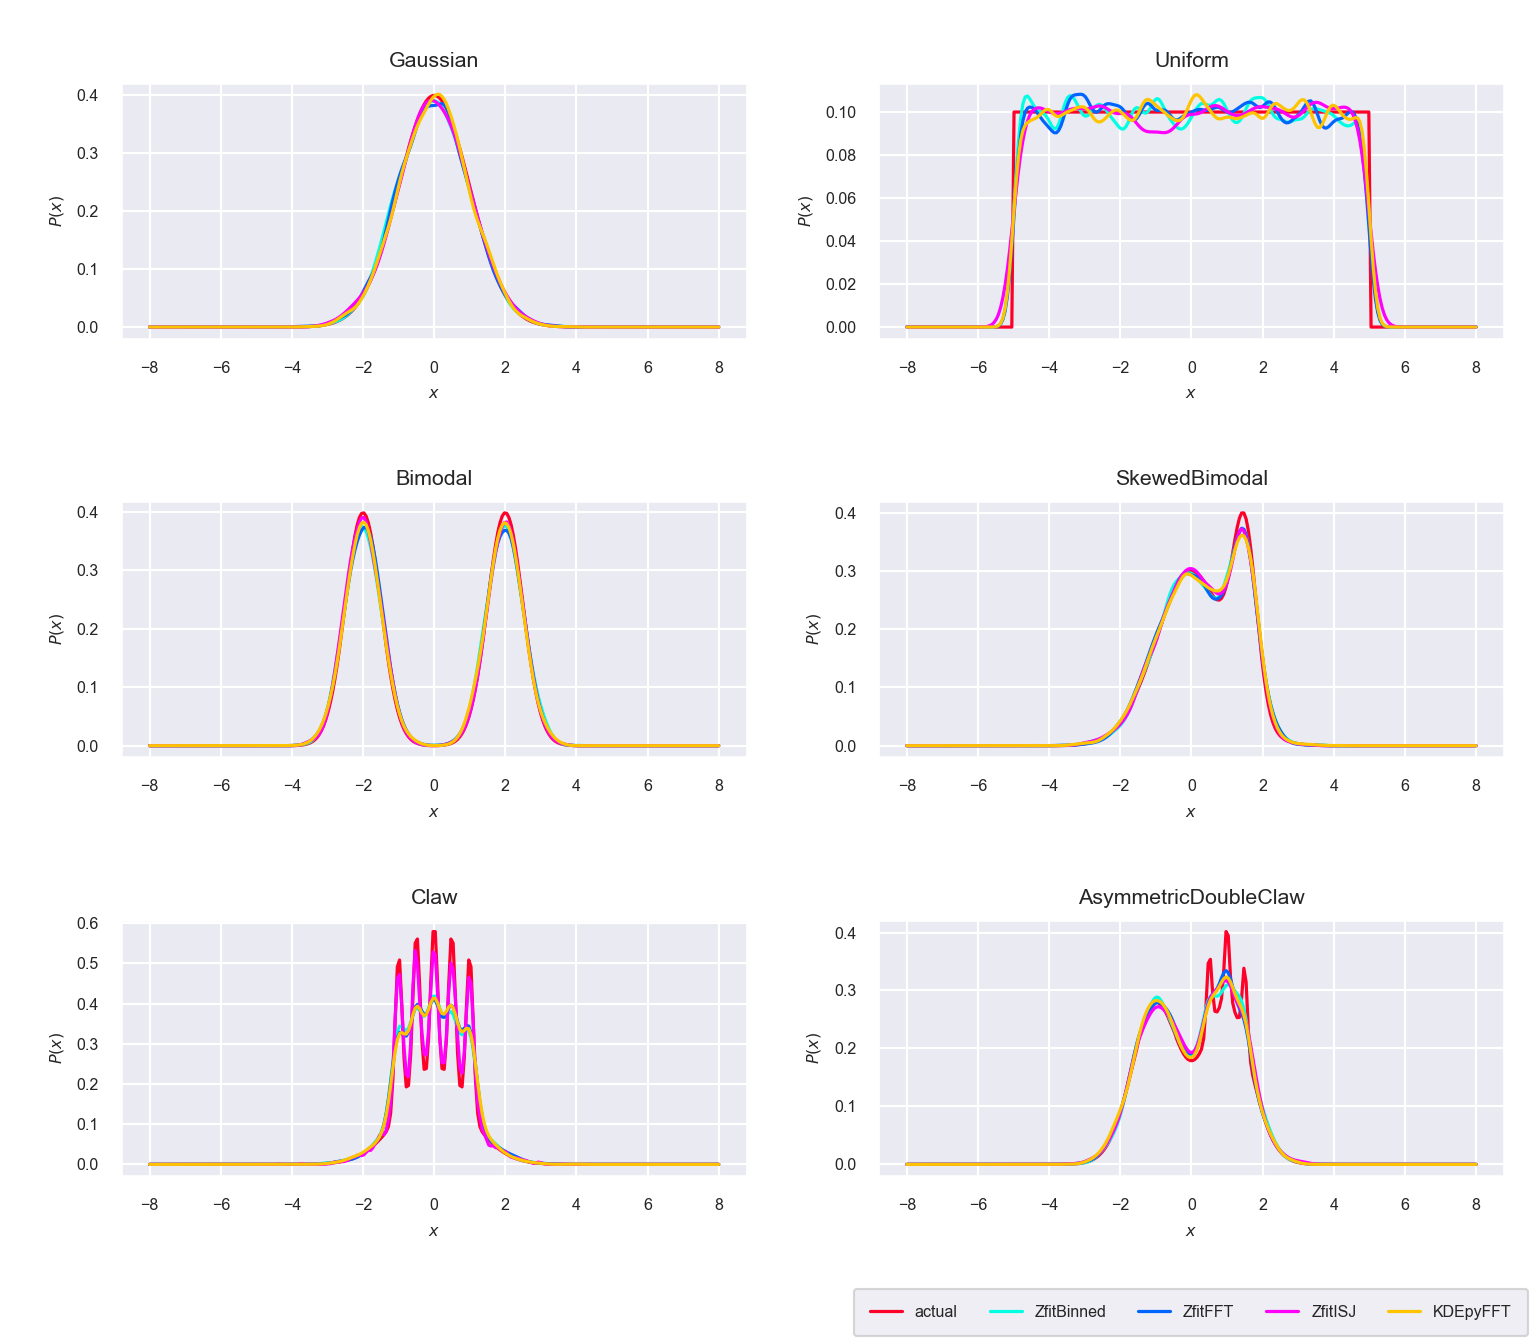 Gaussian
0.4
0.3
0.2
0.1
0.0
P(x)
−8 −6 −4 −2 0 2 4 6 8
x
Uniform
0.10
0.08
0.06
0.04
0.02
0.00
P(x)
−8 −6 −4 −2 0 2 4 6 8
x
Bimodal
0.4
0.3
0.2
0.1
0.0
P(x)
−8 −6 −4 −2 0 2 4 6 8
x
SkewedBimodal
0.4
0.3
0.2
0.1
0.0
P(x)
−8 −6 −4 −2 0 2 4 6 8
x
Claw
0.6
0.5
0.4
0.3
0.2
0.1
0.0
P(x)
−8 −6 −4 −2 0 2 4 6 8
x
AsymmetricDoubleClaw
0.4
0.3
0.2
0.1
0.0
P(x)
−8 −6 −4 −2 0 2 4 6 8
x
actual ZfitBinned ZfitFFT ZfitISJ KDEpyFFT